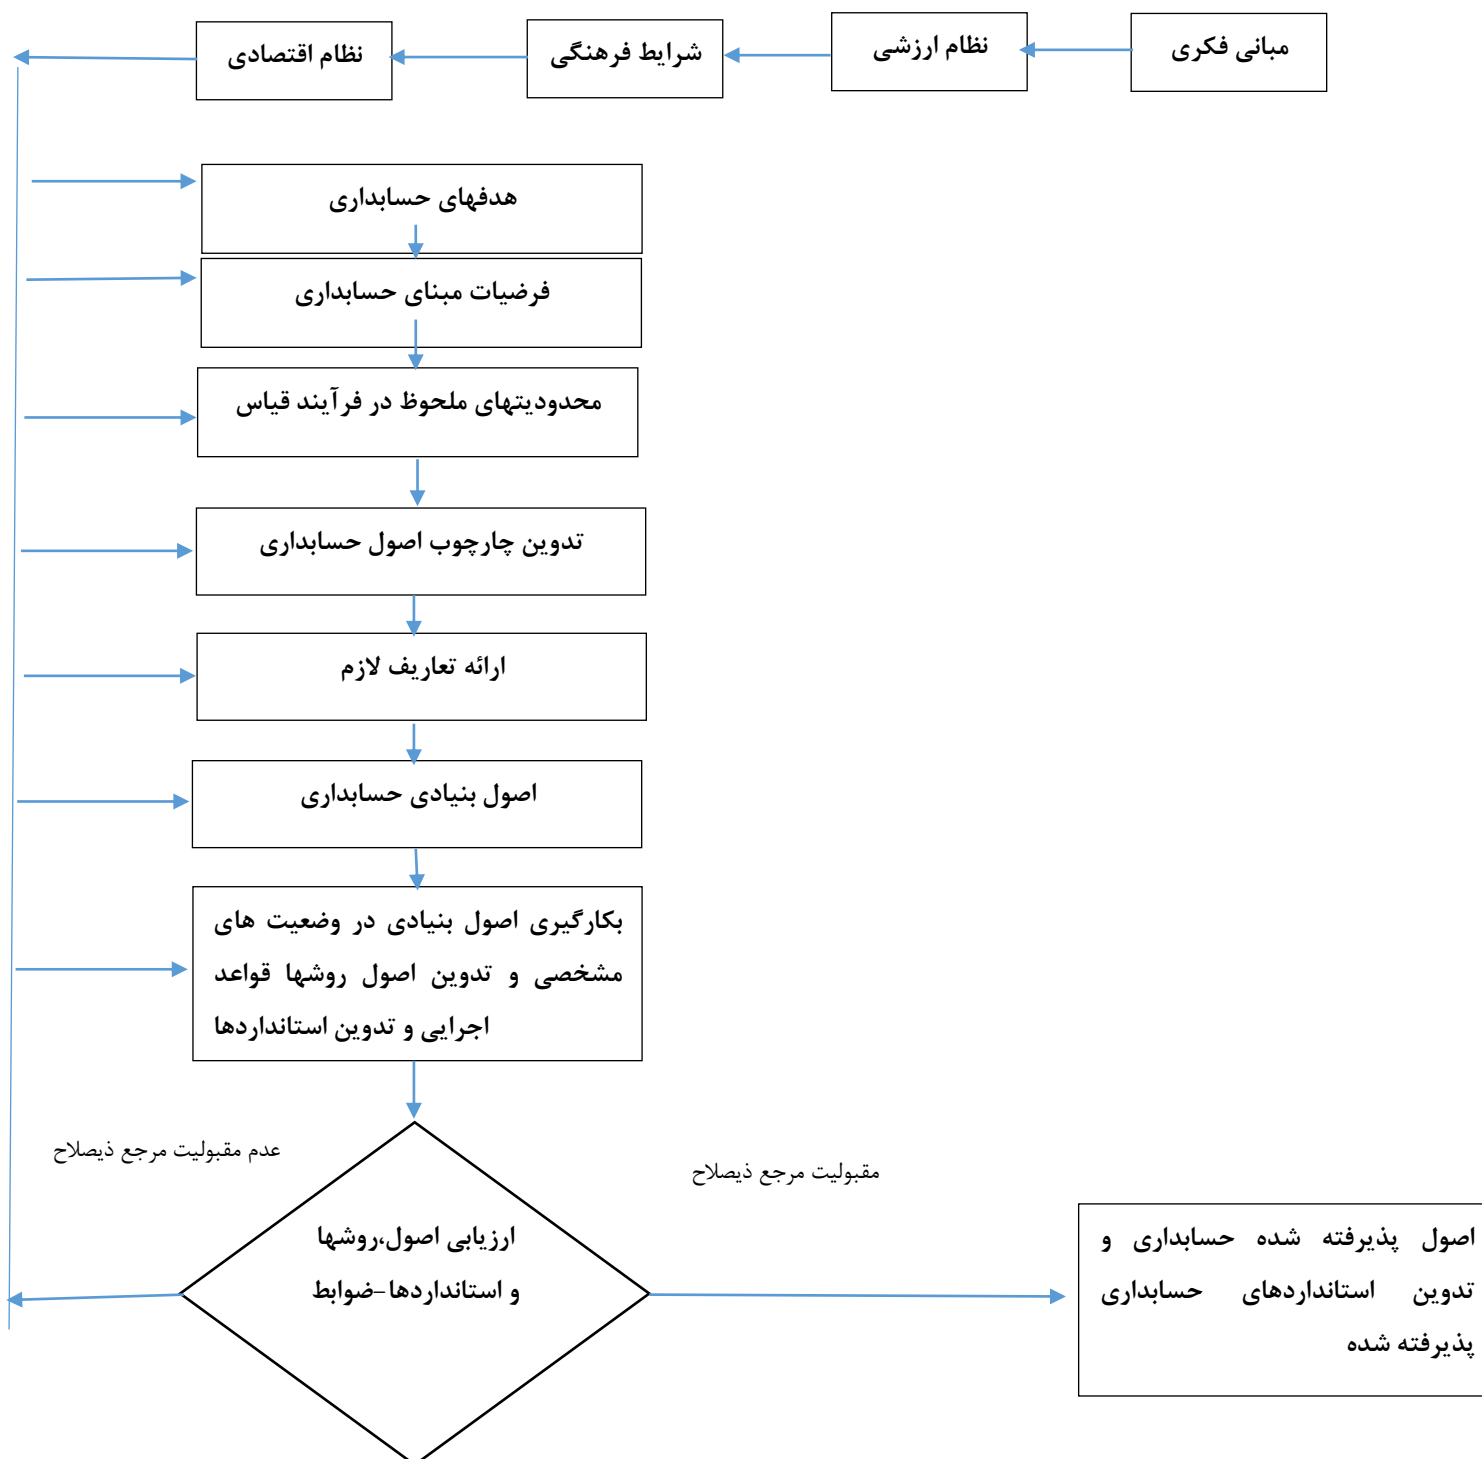 مبانی فکری
نظام ارزشی
شرایط فرهنگی
نظام اقتصادی
هدفهای حسابداری
فرضیات مبنای حسابداری
محدودیتهای ملحوظ در فرآیند قیاس
تدوین چارچوب اصول حسابداری
ارائه تعاریف لازم
اصول بنیادی حسابداری
بکارگیری اصول بنیادی در وضعیت های
مشخصی و تدوین اصول روشها قواعد
اجرایی و تدوین استانداردها
عدم مقبولیت مرجع ذیصلاح
مقبولیت مرجع ذیصلاح
ارزیابی اصول,روشها
و استانداردها-ضوابط
اصول پذیرفته شده حسابداری و
تدوین استانداردهای حسابداری
پذیرفته شده